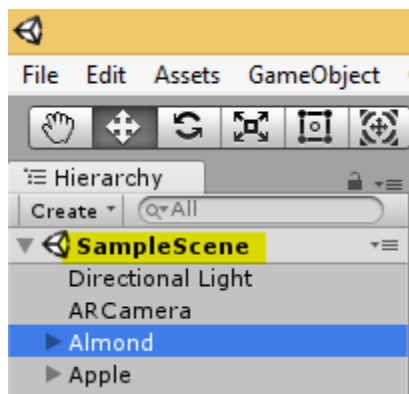 File Edit Assets GameObject
Hierarchy
Create All
SampleScene
Directional Light
ARCamera
Almond
Apple